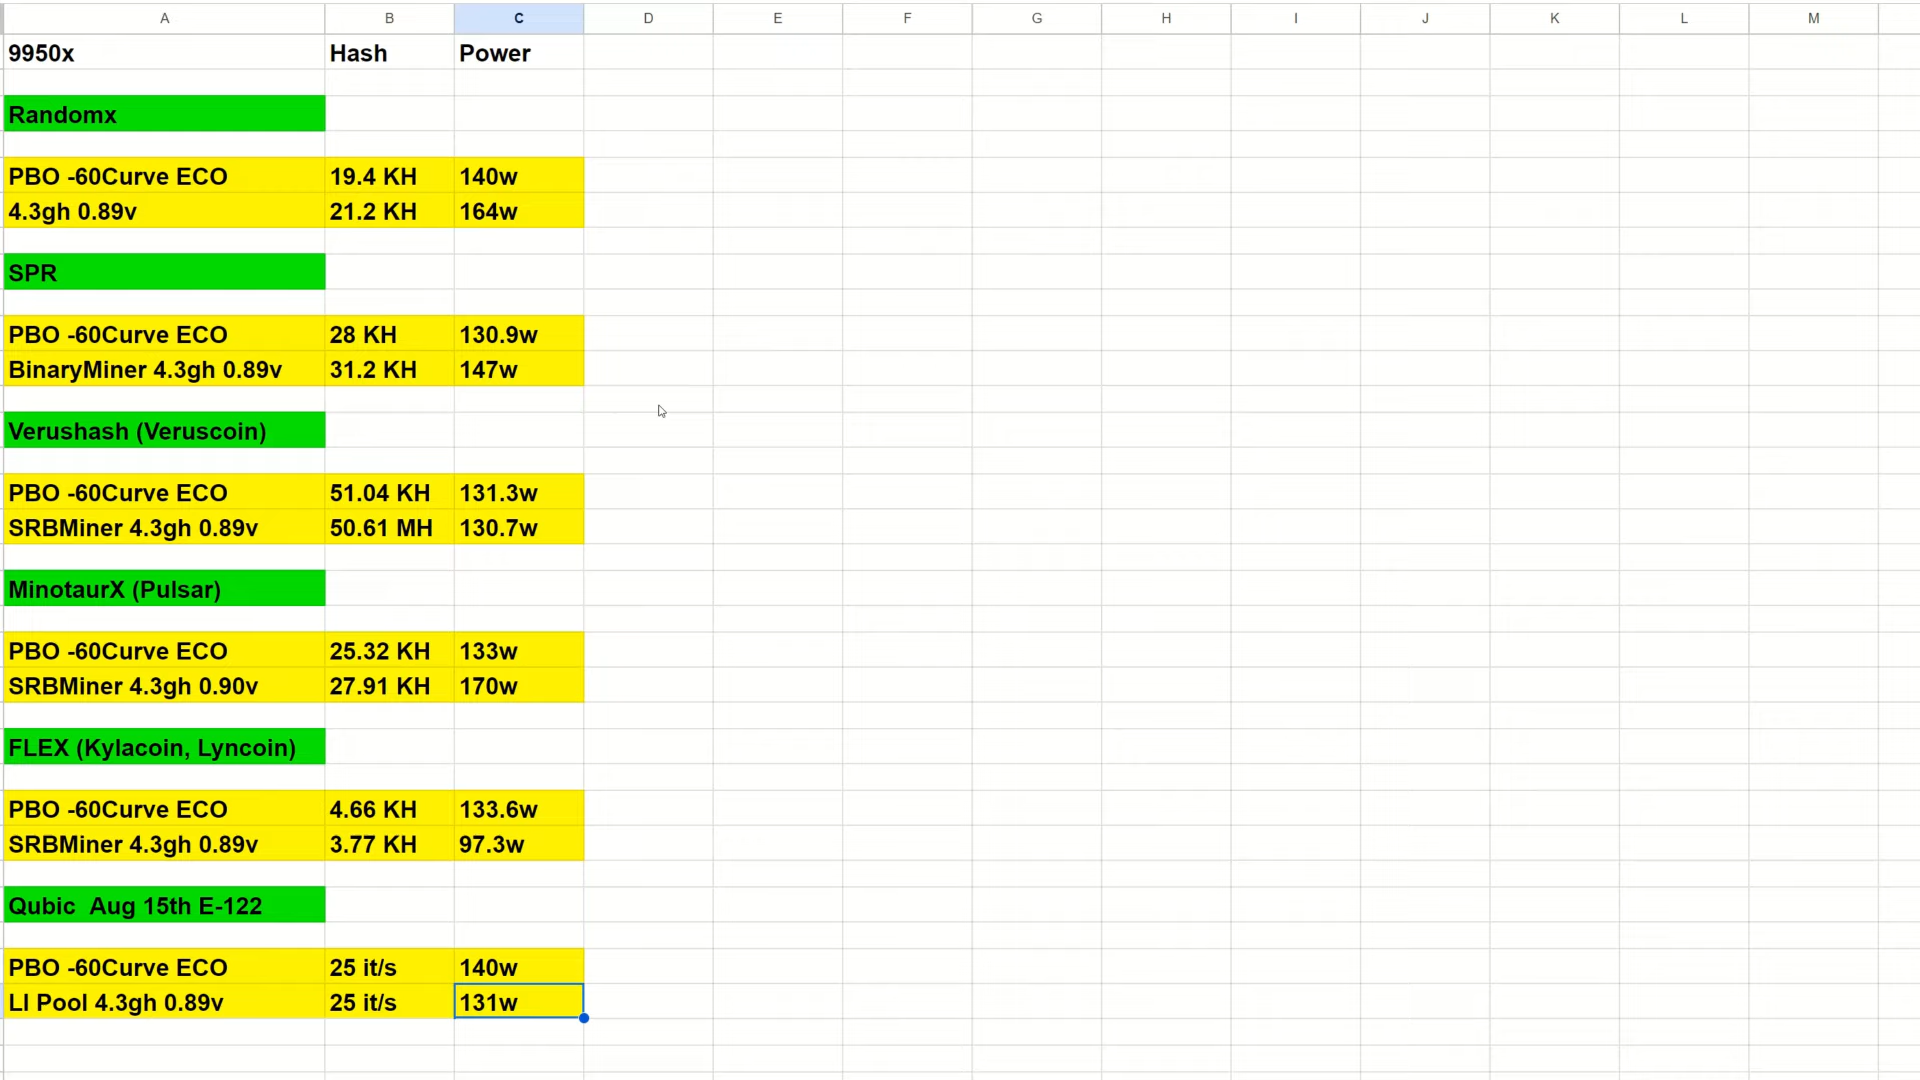 A B C D E F G H I J K L M
9950x Hash Power
Randomx
PBO -60Curve ECO 19.4 KH 140w
4.3gh 0.89v 21.2 KH 164w
SPR
PBO -60Curve ECO 28 KH 130.9w
BinaryMiner 4.3gh 0.89v 31.2 KH 147w
Verushash (Veruscoin)
PBO -60Curve ECO 51.04 KH 131.3w
SRBMiner 4.3gh 0.89v 50.61 MH 130.7w
MinotaurX (Pulsar)
PBO -60Curve ECO 25.32 KH 133w
SRBMiner 4.3gh 0.90v 27.91 KH 170w
FLEX (Kylacoin, Lyncoin)
PBO -60Curve ECO 4.66 KH 133.6w
SRBMiner 4.3gh 0.89v 3.77 KH 97.3w
Qubic  Aug 15th E-122
PBO -60Curve ECO 25 it/s 140w
LI Pool 4.3gh 0.89v 25 it/s 131w